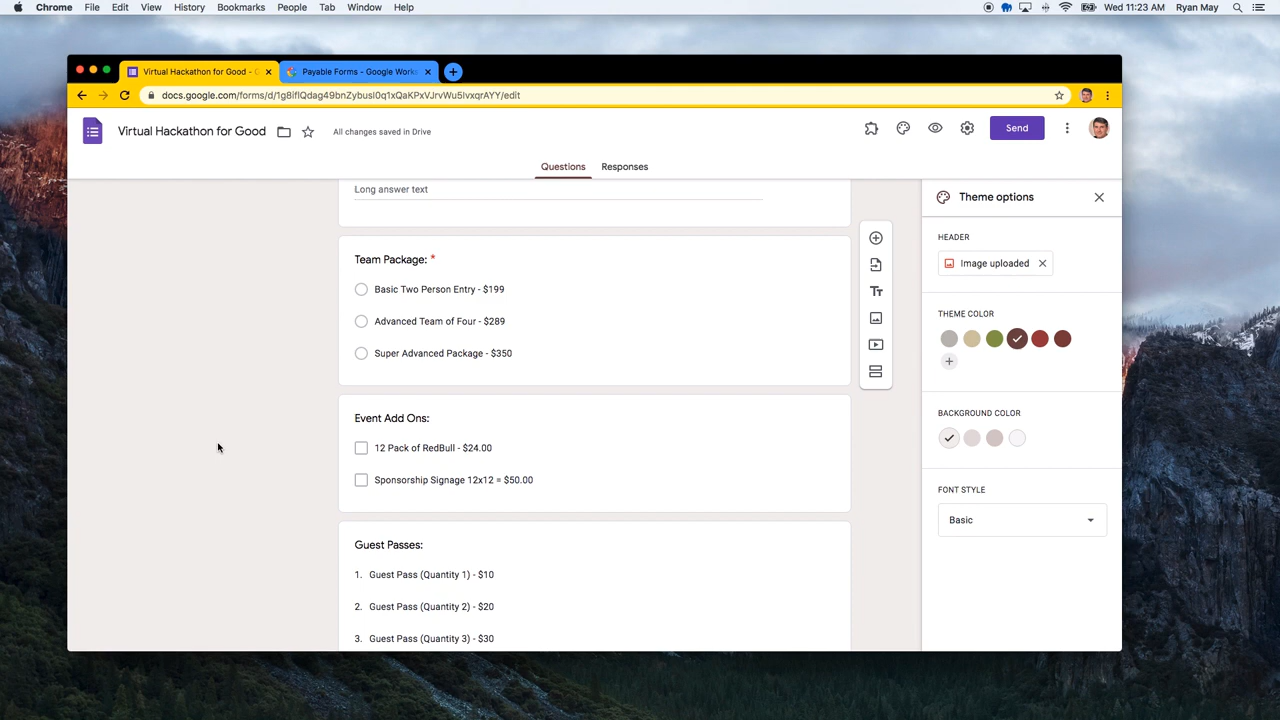 Chrome File Edit View History Bookmarks People Tab Window Help Wed 11:23 AM Ryan May
Virtual Hackathon for Good - Payable Forms - Google Works
docs.google.com/forms/d/
Virtual Hackathon for Good All changes saved in Drive Send
Questions Responses
Long answer text
Theme options
HEADER
Image uploaded
THEME COLOR
BACKGROUND COLOR
FONT STYLE
Basic
Team Package: *
Basic Two Person Entry - $199
Advanced Team of Four - $289
Super Advanced Package - $350
Event Add Ons:
12 Pack of RedBull - $24.00
Sponsorship Signage 12x12 = $50.00
Guest Passes:
1. Guest Pass (Quantity 1) - $10
2. Guest Pass (Quantity 2) - $20
3. Guest Pass (Quantity 3) - $30